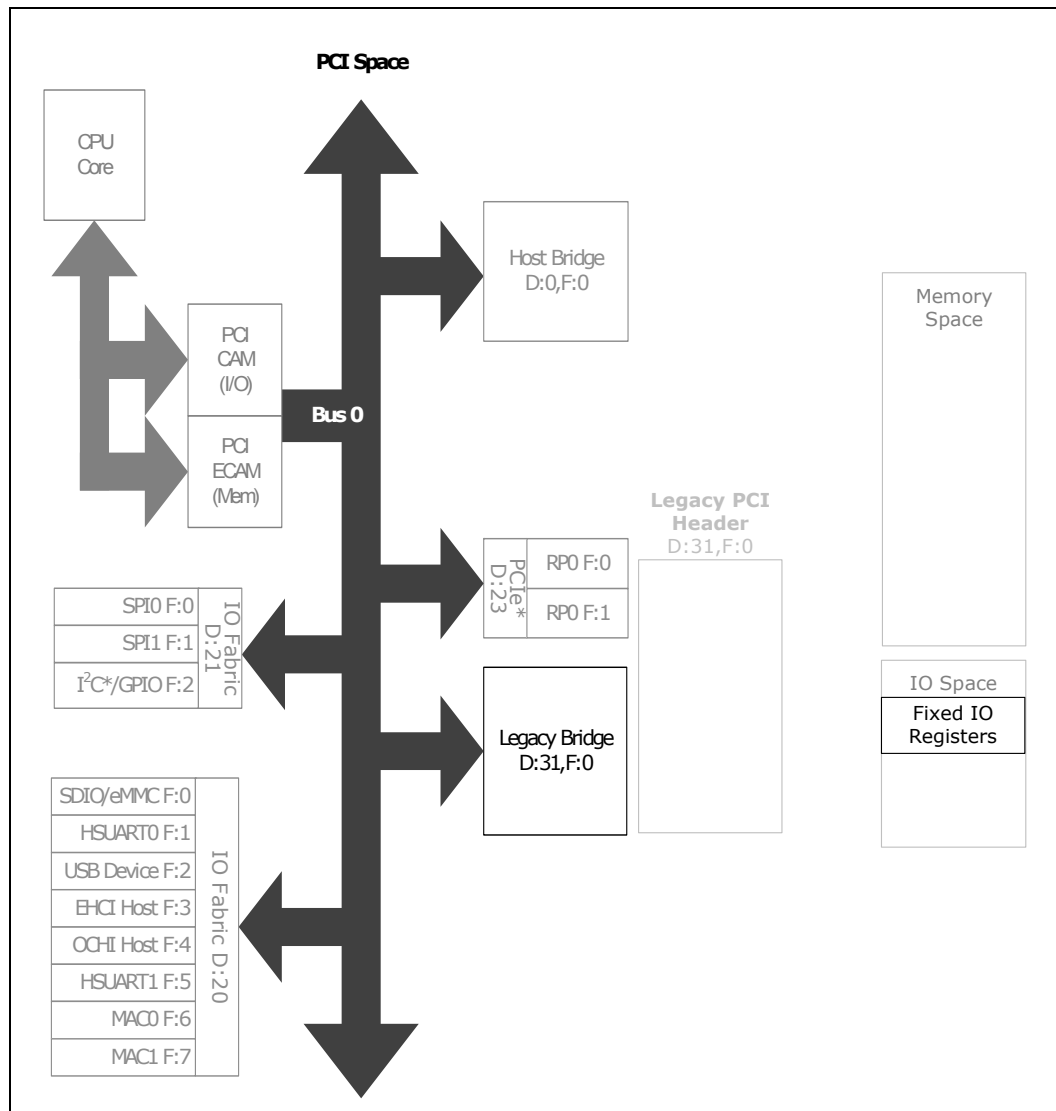 PCI Space
CPU
Core
Host Bridge
D:0,F:0
Memory
Space
PCI
CAM
(I/O)
Bus 0
PCI
ECAM
(Mem)
Legacy PCI
Header
D:31,F:0
PCIe*
D:23
RP0 F:0
RP0 F:1
SPI0 F:0
SPI1 F:1
I²C*/GPIO F:2
IO Fabric
D:21
Legacy Bridge
D:31,F:0
IO Space
Fixed IO
Registers
SDIO/eMMC F:0
HSUART0 F:1
USB Device F:2
EHCI Host F:3
OCHI Host F:4
HSUART1 F:5
MAC0 F:6
MAC1 F:7
IO Fabric D:20